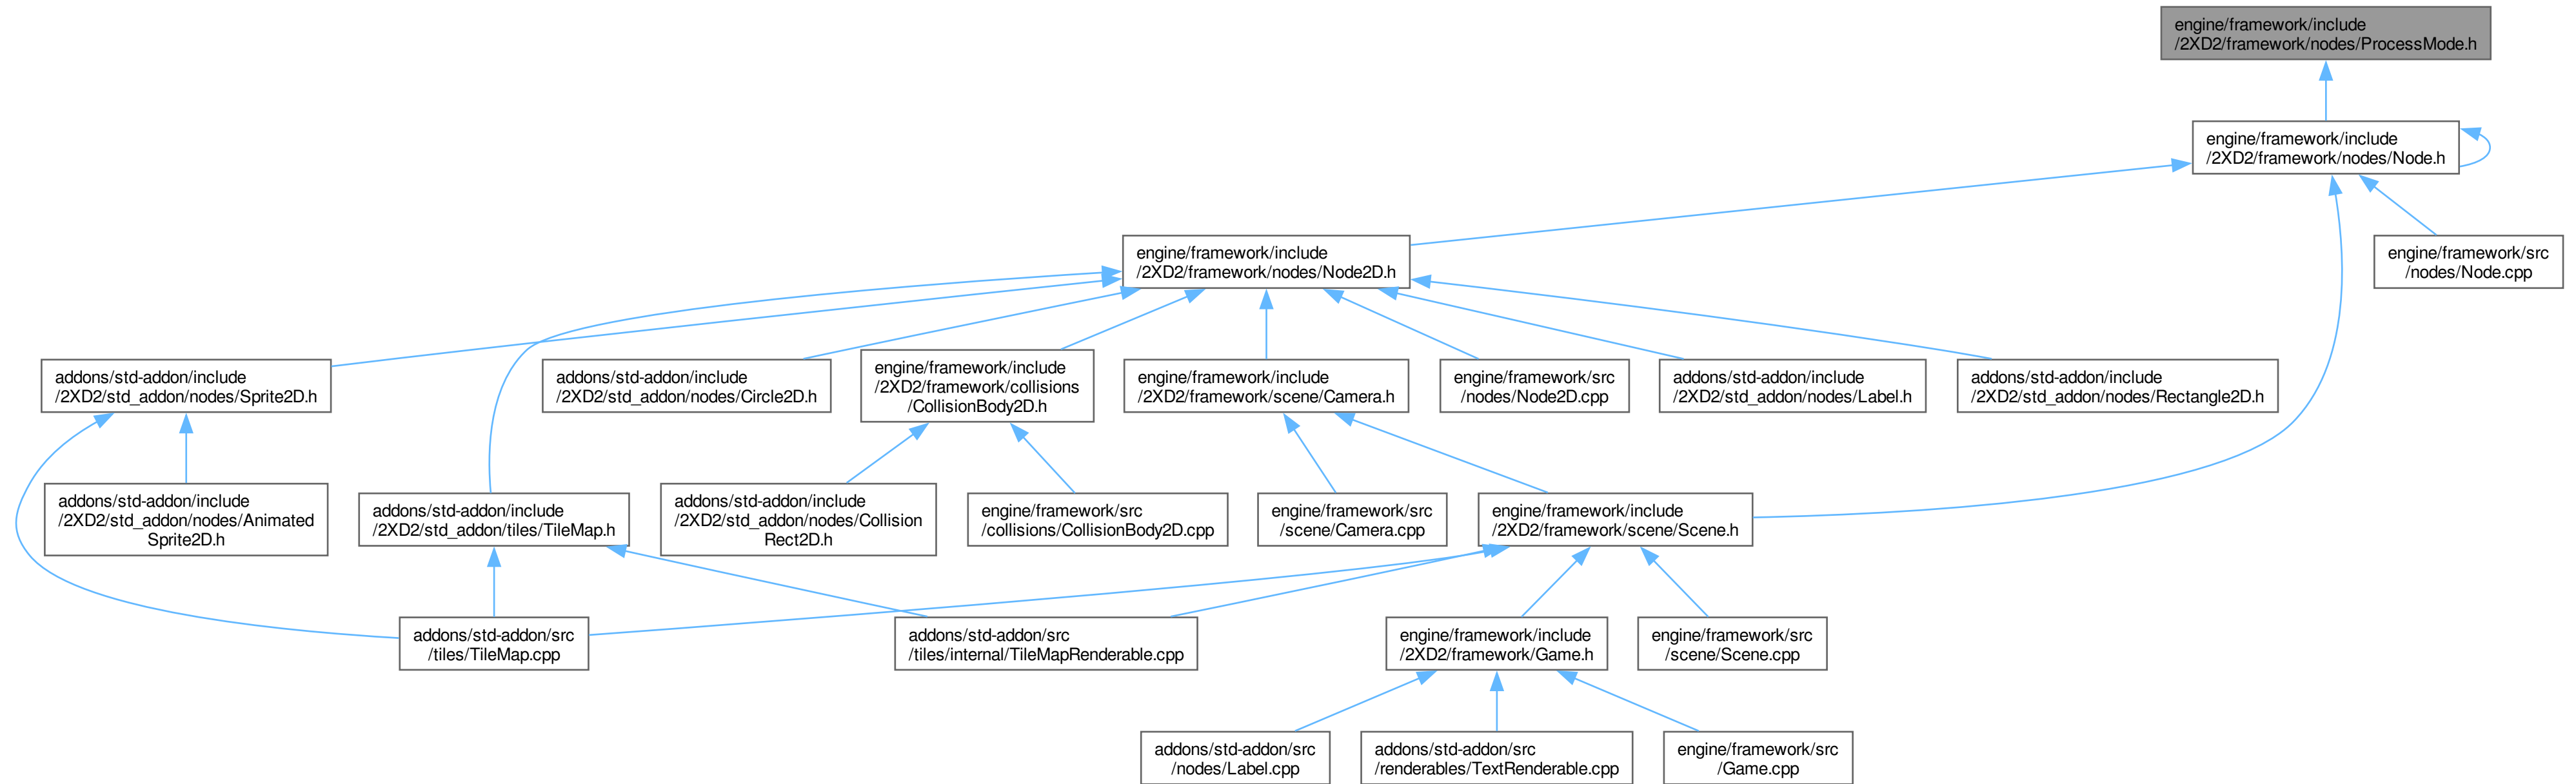 engine/framework/include
/2XD2/framework/nodes/ProcessMode.h
engine/framework/include
/2XD2/framework/nodes/Node.h
engine/framework/include
/2XD2/framework/nodes/Node2D.h
engine/framework/src
/nodes/Node.cpp
addons/std-addon/include
/2XD2/std_addon/nodes/Sprite2D.h
addons/std-addon/include
/2XD2/std_addon/nodes/Circle2D.h
engine/framework/include
/2XD2/framework/collisions
/CollisionBody2D.h
engine/framework/include
/2XD2/framework/scene/Camera.h
engine/framework/src
/nodes/Node2D.cpp
addons/std-addon/include
/2XD2/std_addon/nodes/Label.h
addons/std-addon/include
/2XD2/std_addon/nodes/Rectangle2D.h
addons/std-addon/include
/2XD2/std_addon/nodes/Animated
Sprite2D.h
addons/std-addon/include
/2XD2/std_addon/tiles/TileMap.h
addons/std-addon/include
/2XD2/std_addon/nodes/Collision
Rect2D.h
engine/framework/src
/collisions/CollisionBody2D.cpp
engine/framework/src
/scene/Camera.cpp
engine/framework/include
/2XD2/framework/scene/Scene.h
addons/std-addon/src
/tiles/TileMap.cpp
addons/std-addon/src
/tiles/internal/TileMapRenderable.cpp
engine/framework/include
/2XD2/framework/Game.h
engine/framework/src
/scene/Scene.cpp
addons/std-addon/src
/nodes/Label.cpp
addons/std-addon/src
/renderables/TextRenderable.cpp
engine/framework/src
/Game.cpp